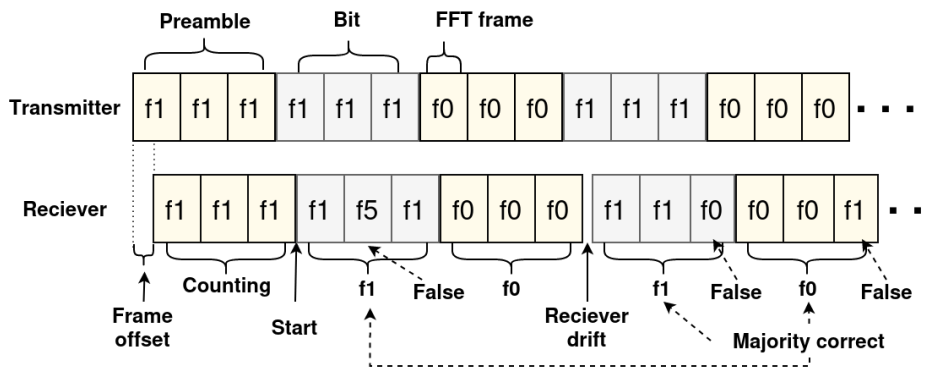 Preamble Bit FFT frame
Transmitter f1 f1 f1 f1 f1 f1 f0 f0 f0 f1 f1 f1 f0 f0 f0 . . .
Reciever f1 f1 f1 f1 f5 f1 f0 f0 f0 f1 f1 f0 f0 f0 f1 . .
Counting f1 False f0 f1 False f0 False
Frame
offset
Start
Reciever
drift
Majority correct